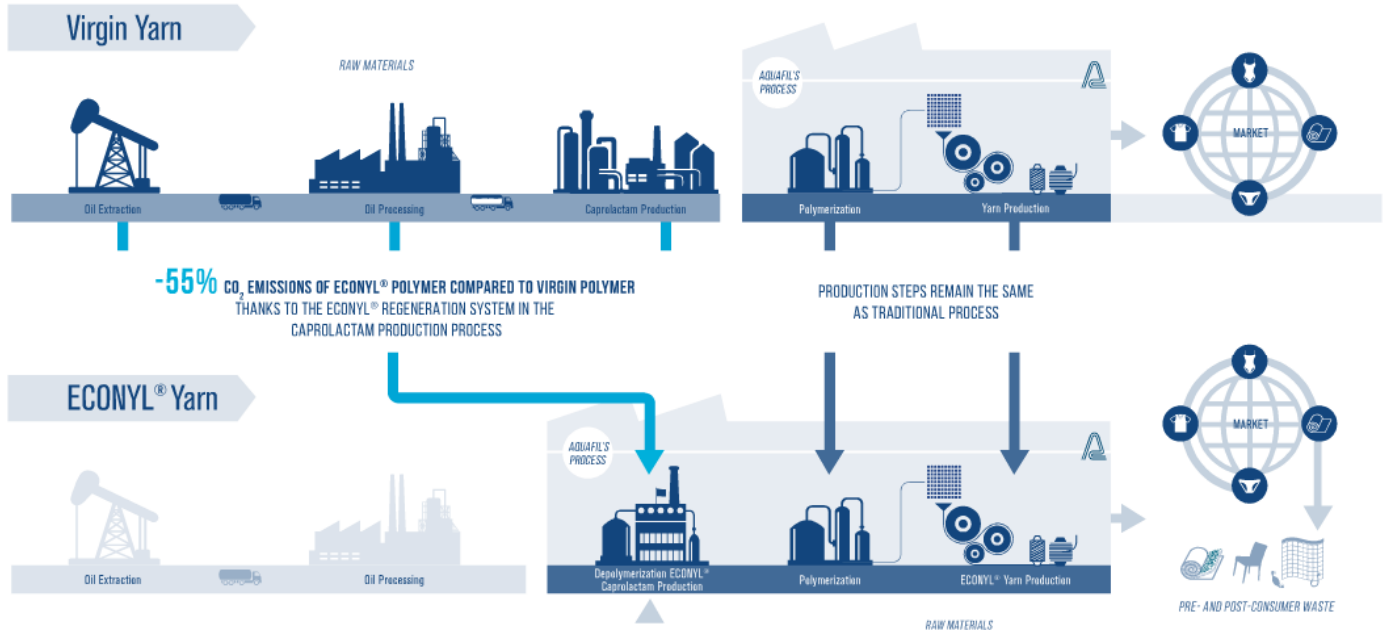 Virgin Yarn
RAW MATERIALS
AQUAFIL'S
PROCESS
MARKET
Oil Extraction
Oil Processing
Caprolactam Production
Polymerization
Yarn Production
-55% CO2 EMISSIONS OF ECONYL® POLYMER COMPARED TO VIRGIN POLYMER
THANKS TO THE ECONYL® REGENERATION SYSTEM IN THE
CAPROLACTAM PRODUCTION PROCESS
PRODUCTION STEPS REMAIN THE SAME
AS TRADITIONAL PROCESS
ECONYL® Yarn
AQUAFIL'S
PROCESS
MARKET
Oil Extraction
Oil Processing
Depolymerization ECONYL®
Caprolactam Production
Polymerization
ECONYL® Yarn Production
PRE- AND POST-CONSUMER WASTE
RAW MATERIALS